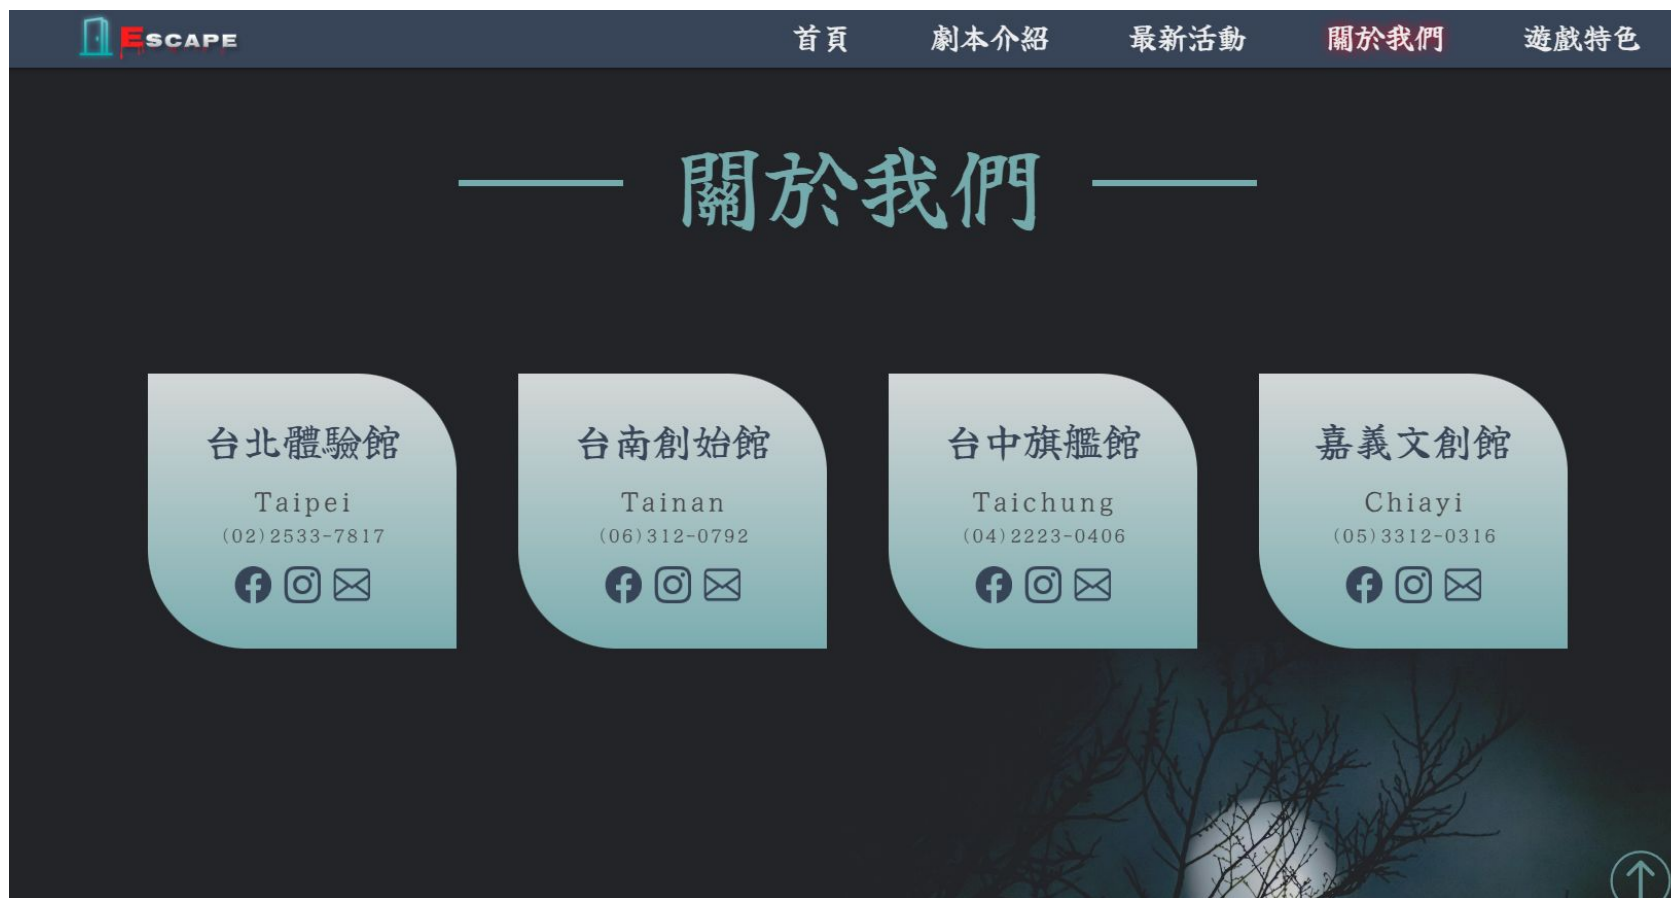 ESCAPE
首頁 劇本介紹 最新活動 關於我們 遊戲特色
關於我們
台北體驗館
Taipei
(02)2533-7817
台南創始館
Tainan
(06)312-0792
台中旗艦館
Taichung
(04)2223-0406
嘉義文創館
Chiayi
(05)3312-0316